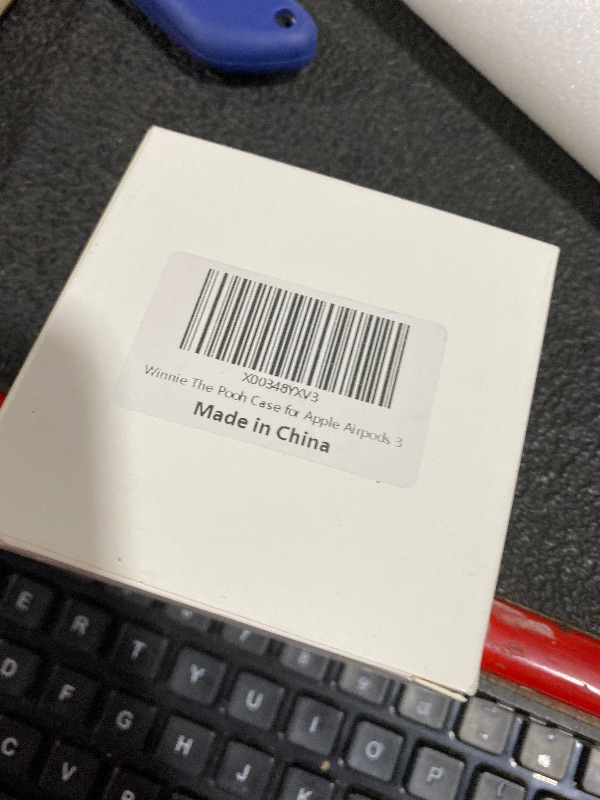 X00348YXV3
Winnie The Pooh Case for Apple Airpods 3
Made in China
E R T Y U I O P
D F G H J K
C V B